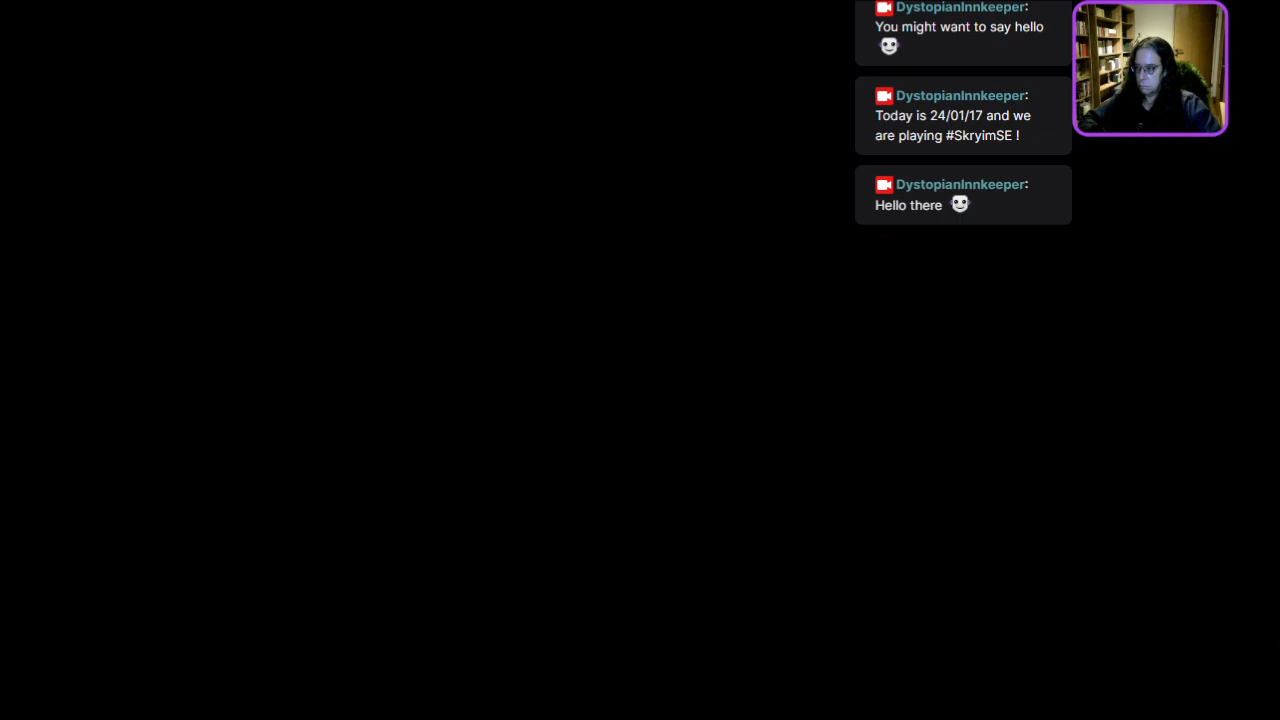 DystopianInnkeeper:
You might want to say hello
DystopianInnkeeper:
Today is 24/01/17 and we
are playing #SkryimSE !
DystopianInnkeeper:
Hello there